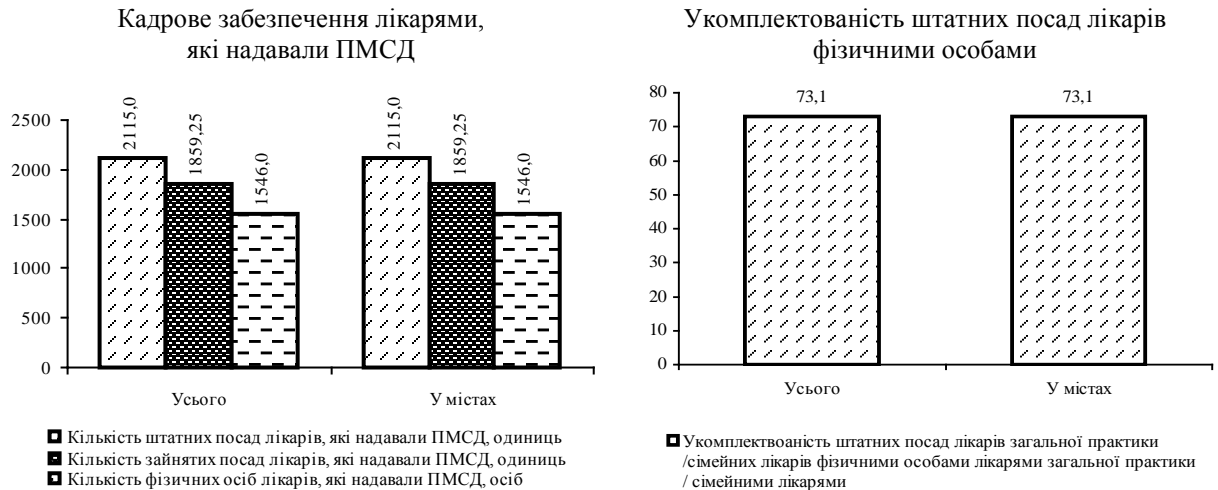 Кадрове забезпечення лікарями,
які надавали ПМСД
2115,0
1859,25
1546,0
2115,0
1859,25
1546,0
2500
2000
1500
1000
500
0
Усього
У містах
Кількість штатних посад лікарів, які надавали ПМСД, одиниць
Кількість зайнятих посад лікарів, які надавали ПМСД, одиниць
Кількість фізичних осіб лікарів, які надавали ПМСД, осіб
Укомплектованість штатних посад лікарів
фізичними особами
73,1
73,1
80
70
60
50
40
30
20
10
0
Усього
У містах
Укомплектвоаність штатних посад лікарів загальної практики
/сімейних лікарів фізичними особами лікарями загальної практики
/ сімейними лікарями